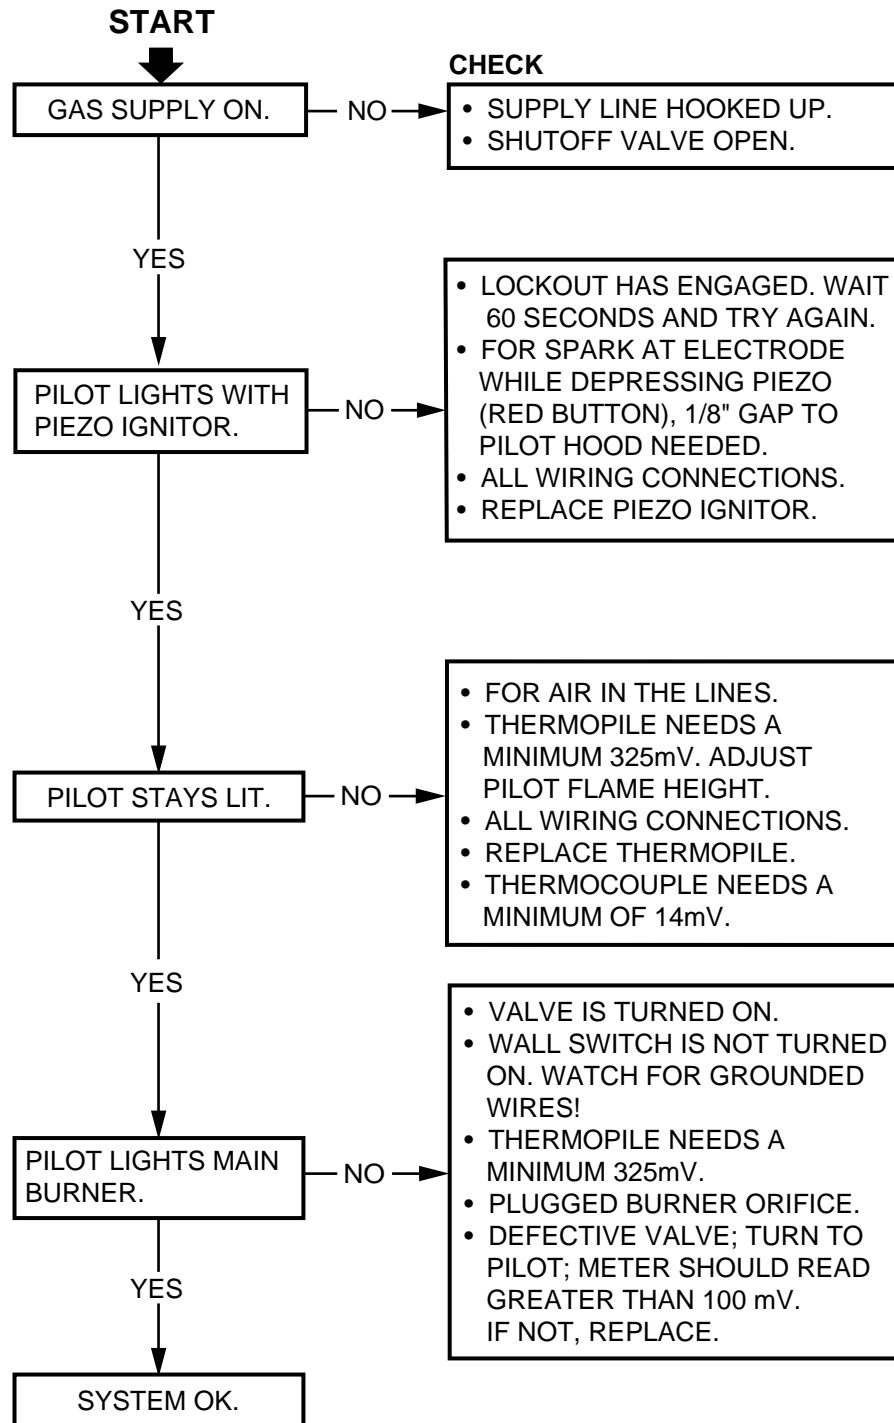 START
CHECK
GAS SUPPLY ON.
NO
• SUPPLY LINE HOOKED UP.
• SHUTOFF VALVE OPEN.
YES
PILOT LIGHTS WITH
PIEZO IGNITOR.
NO
• LOCKOUT HAS ENGAGED. WAIT
60 SECONDS AND TRY AGAIN.
• FOR SPARK AT ELECTRODE
WHILE DEPRESSING PIEZO
(RED BUTTON), 1/8" GAP TO
PILOT HOOD NEEDED.
• ALL WIRING CONNECTIONS.
• REPLACE PIEZO IGNITOR.
YES
PILOT STAYS LIT.
NO
• FOR AIR IN THE LINES.
• THERMOPILE NEEDS A
MINIMUM 325mV. ADJUST
PILOT FLAME HEIGHT.
• ALL WIRING CONNECTIONS.
• REPLACE THERMOPILE.
• THERMOCOUPLE NEEDS A
MINIMUM OF 14mV.
YES
PILOT LIGHTS MAIN
BURNER.
NO
• VALVE IS TURNED ON.
• WALL SWITCH IS NOT TURNED
ON. WATCH FOR GROUNDED
WIRES!
• THERMOPILE NEEDS A
MINIMUM 325mV.
• PLUGGED BURNER ORIFICE.
• DEFECTIVE VALVE; TURN TO
PILOT; METER SHOULD READ
GREATER THAN 100 mV.
IF NOT, REPLACE.
YES
SYSTEM OK.